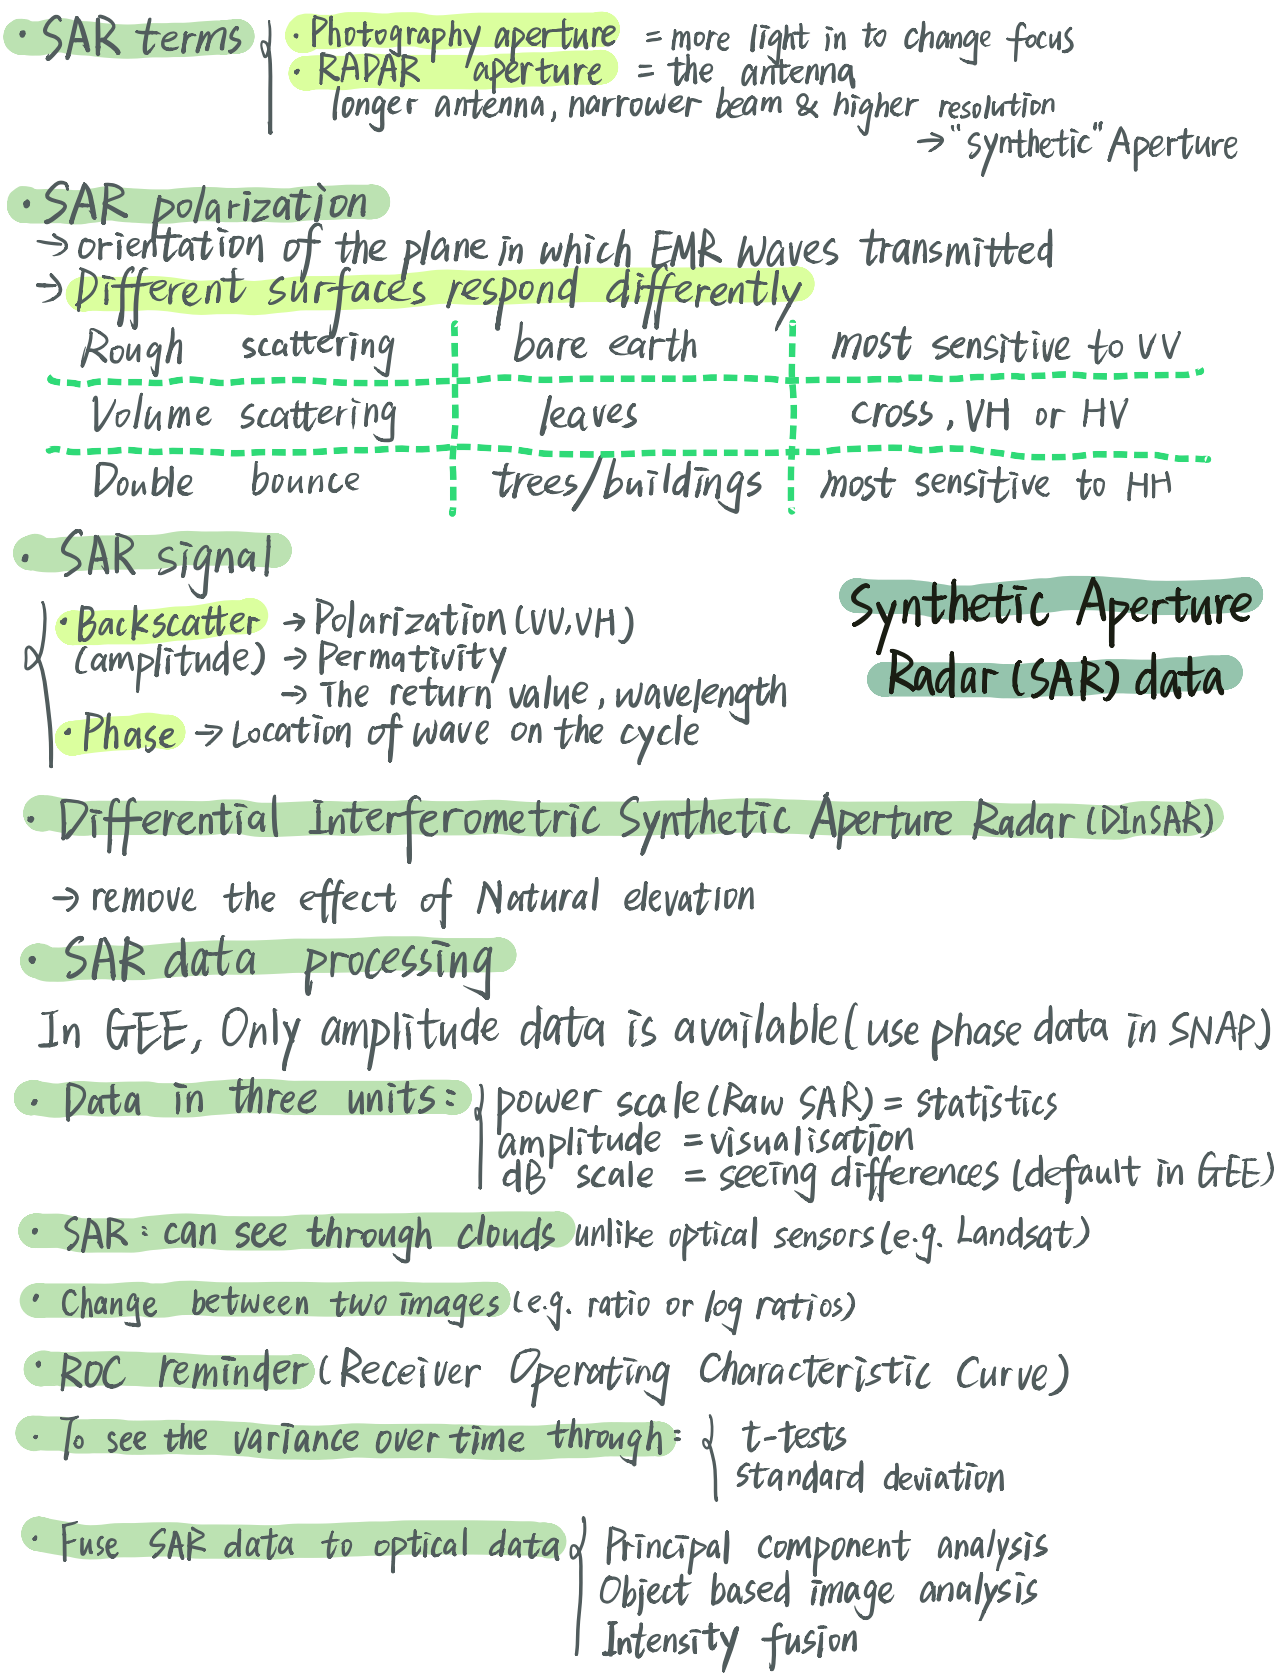 · SAR terms
· Photography aperture = more light in to change focus
· RADAR aperture = the antenna
longer antenna, narrower beam & higher resolution
→ "synthetic" Aperture
· SAR polarization
→ orientation of the plane in which EMR waves transmitted
→ Different surfaces respond differently
Rough scattering bare earth most sensitive to VV
Volume scattering leaves cross, VH or HV
Double bounce trees/buildings most sensitive to HH
· SAR signal
· Backscatter → Polarization (VV, VH)
(amplitude) → Permativity
→ The return value, wavelength
· Phase → Location of wave on the cycle
Synthetic Aperture
Radar (SAR) data
· Differential Interferometric Synthetic Aperture Radar (DInSAR)
→ remove the effect of Natural elevation
· SAR data processing
In GEE, Only amplitude data is available (use phase data in SNAP)
· Data in three units: power scale (Raw SAR) = statistics
amplitude = visualisation
dB scale = seeing differences (default in GEE)
· SAR: can see through clouds unlike optical sensors (e.g. Landsat)
· Change between two images (e.g. ratio or log ratios)
· ROC reminder (Receiver Operating Characteristic Curve)
· To see the variance over time through: t-tests
standard deviation
· Fuse SAR data to optical data Principal component analysis
Object based image analysis
Intensity fusion